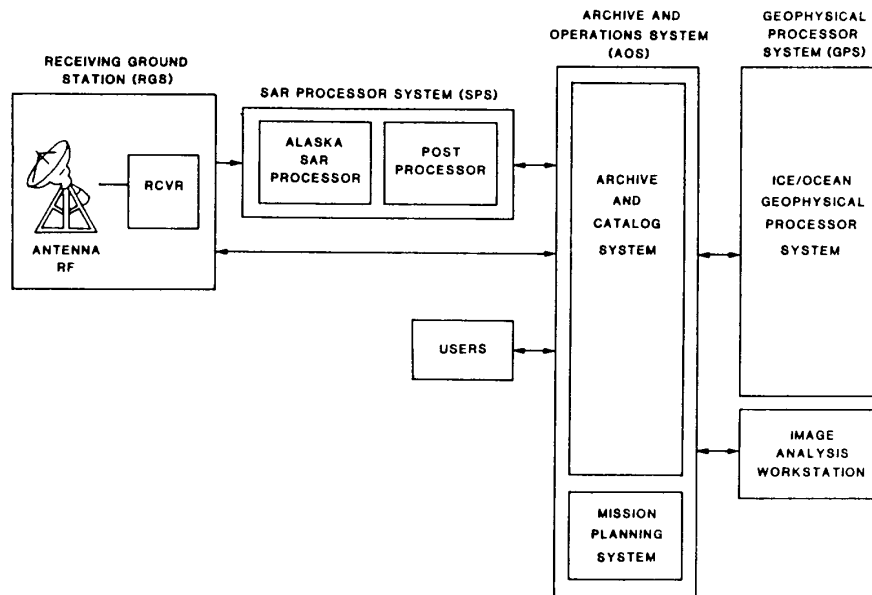 ARCHIVE AND
OPERATIONS SYSTEM
(AOS)
GEOPHYSICAL
PROCESSOR
SYSTEM (GPS)
RECEIVING GROUND
STATION (RGS)
SAR PROCESSOR SYSTEM (SPS)
ANTENNA
RF
RCVR
ALASKA
SAR
PROCESSOR
POST
PROCESSOR
ARCHIVE
AND
CATALOG
SYSTEM
ICE/OCEAN
GEOPHYSICAL
PROCESSOR
SYSTEM
USERS
IMAGE
ANALYSIS
WORKSTATION
MISSION
PLANNING
SYSTEM